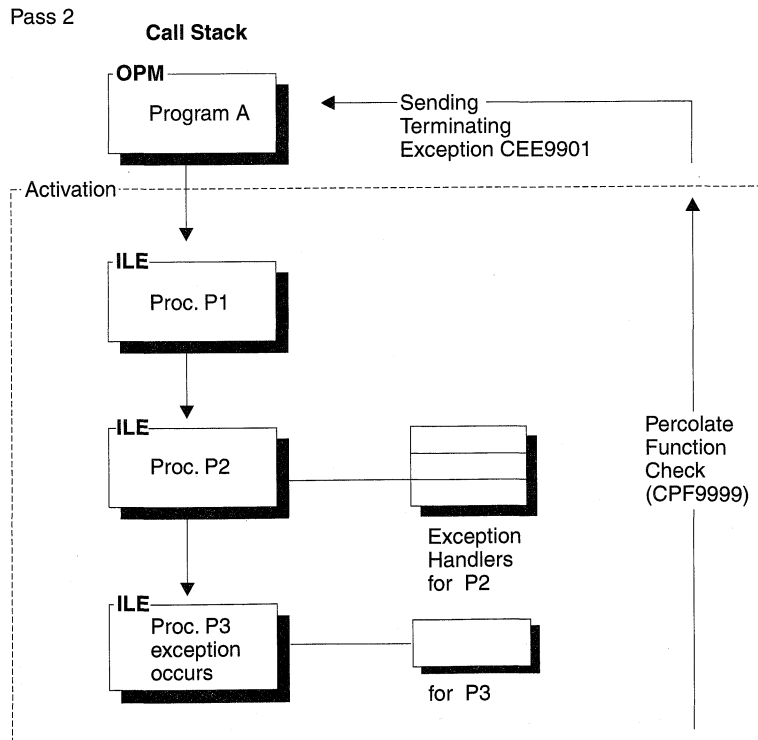 Pass 2
Call Stack
OPM
Program A
Sending
Terminating
Exception CEE9901
Activation
ILE
Proc. P1
ILE
Proc. P2
Exception
Handlers
for P2
Percolate
Function
Check
(CPF9999)
ILE
Proc. P3
exception
occurs
for P3